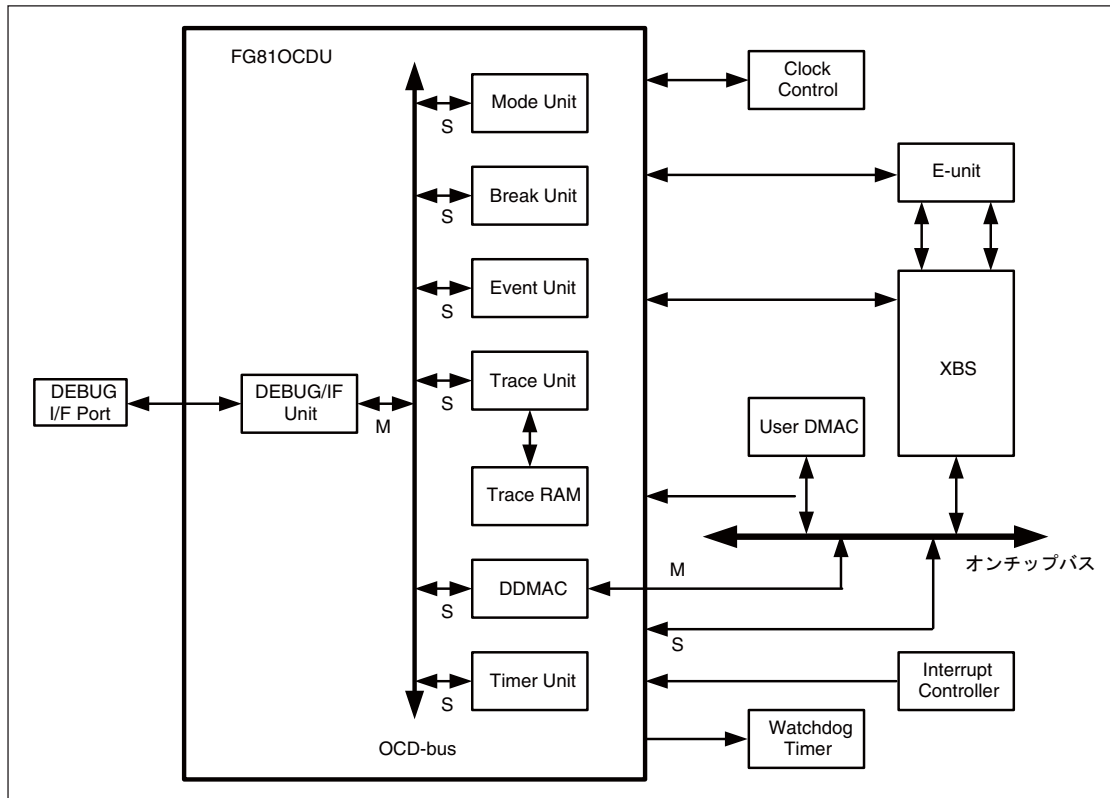 FG81OCDU
Clock
Control
Mode Unit
S
E-unit
Break Unit
S
Event Unit
S
XBS
DEBUG
I/F Port
DEBUG/IF
Unit
M
Trace Unit
S
User DMAC
Trace RAM
オンチップバス
DDMAC
S
M
S
Timer Unit
S
Interrupt
Controller
OCD-bus
Watchdog
Timer